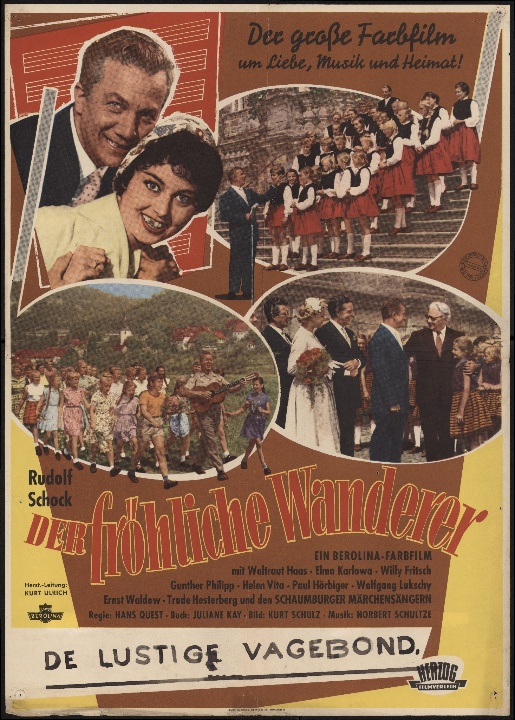 Der große Farbfilm
um Liebe, Musik und Heimat!
Rudolf
Schock
DER fröhliche Wanderer
EIN BEROLINA-FARBFILM
mit Waltraut Haas · Elma Karlowa · Willy Fritsch
Gunther Philipp · Helen Vita · Paul Hörbiger · Wolfgang Lukschy
Ernst Waldow · Trude Hesterberg und den SCHAUMBURGER MÄRCHENSÄNGERN
Regie: HANS QUEST · Buch: JULIANE KAY · Bild: KURT SCHULZ · Musik: NORBERT SCHULTZE
Herst.-Leitung:
KURT ULRICH
BEROLINA
DE LUSTIGE VAGEBOND.
HERZOG
FILMVERLEIH